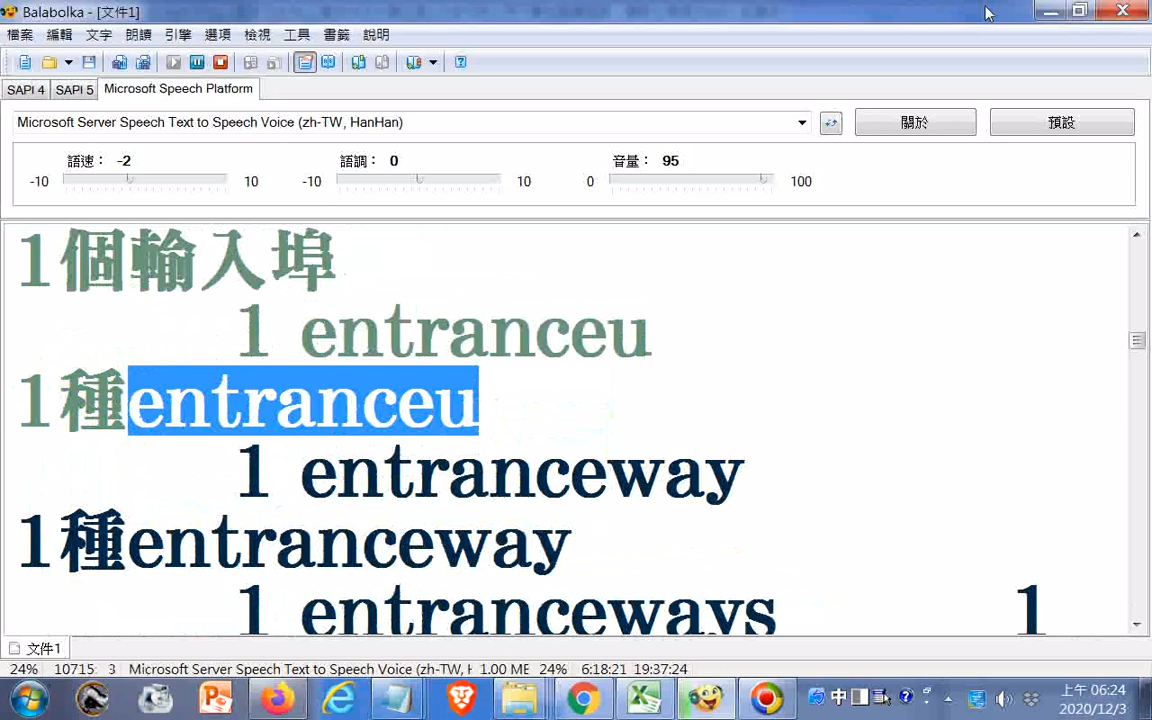 Balabolka - [文件1]
檔案 編輯 文字 朗讀 引擎 選項 檢視 工具 書籤 說明
SAPI 4 SAPI 5 Microsoft Speech Platform
Microsoft Server Speech Text to Speech Voice (zh-TW, HanHan) 關於 預設
語速： -2 語調： 0 音量： 95
-10 10 -10 10 0 100
1個輸入埠
1 entranceu
1種entranceu
1 entranceway
1種entranceway
1 entranceways 1
文件1
24% 10715: 3 Microsoft Server Speech Text to Speech Voice (zh-TW, 1.00 ME 24% 6:18:21 19:37:24
中 上午 06:24
2020/12/3